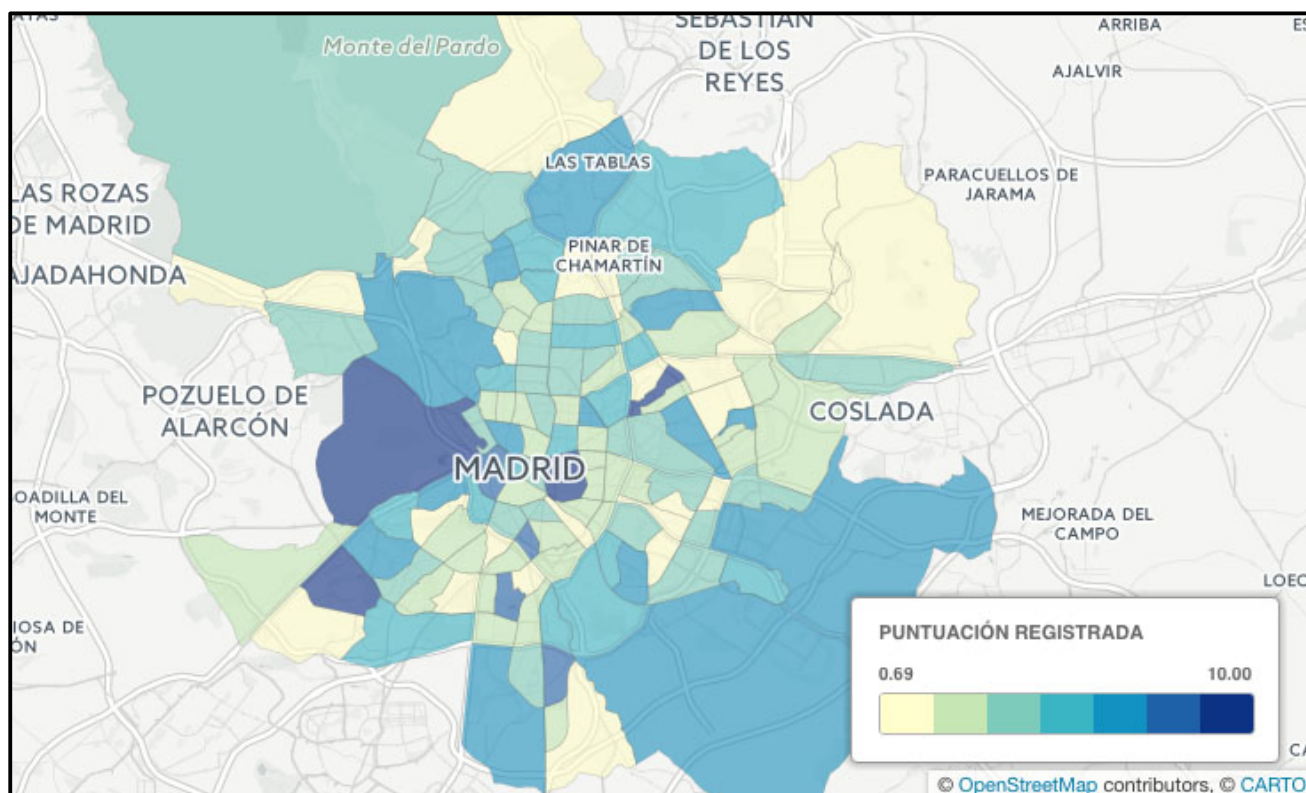 Monte del Pardo
SEBASTIÁN
DE LOS
REYES
ARRIBA
AJALVIR
LAS TABLAS
PARACUELLOS DE
JARAMA
LAS ROZAS
DE MADRID
PINAR DE
CHAMARTÍN
AJADAHONDA
POZUELO DE
ALARCÓN
COSLADA
MADRID
OADILLA DEL
MONTE
MEJORADA DEL
CAMPO
LOEC
IOSA DE
ÓN
PUNTUACIÓN REGISTRADA
0.69 10.00
© OpenStreetMap contributors, © CARTO